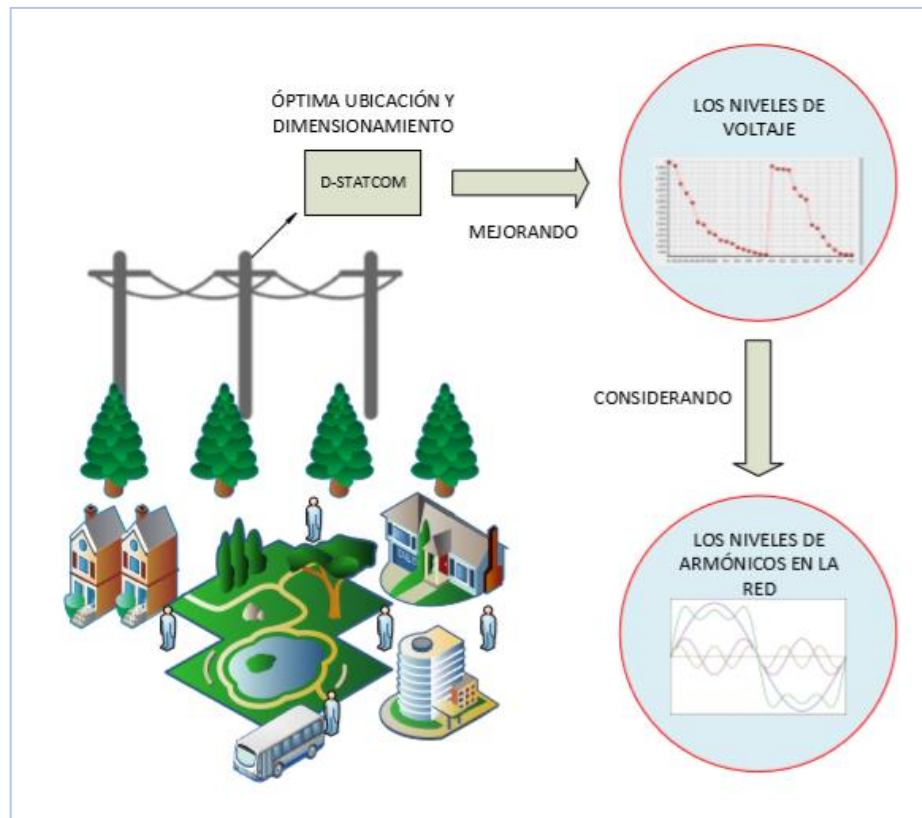 ÓPTIMA UBICACIÓN Y
DIMENSIONAMIENTO
D-STATCOM
MEJORANDO
LOS NIVELES DE
VOLTAJE
CONSIDERANDO
LOS NIVELES DE
ARMÓNICOS EN LA
RED